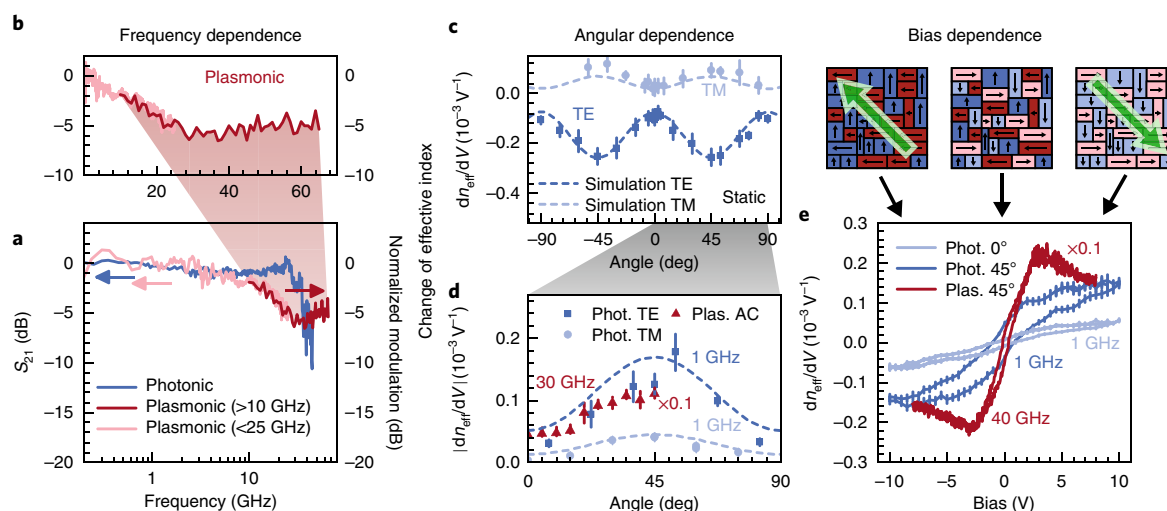 b
Frequency dependence
0
−5
−10
0
−5
−10
Plasmonic
20
40
60
a
0
−5
−10
−15
−20
0
−5
−10
−15
−20
S21 (dB)
Normalized modulation (dB)
Photonic
Plasmonic (>10 GHz)
Plasmonic (<25 GHz)
1
10
Frequency (GHz)
c
Angular dependence
Change of effective index
dneff/dV (10−3 V−1)
0.0
−0.2
−0.4
TM
TE
Simulation TE
Simulation TM
Static
−90
−45
0
45
90
Angle (deg)
d
|dneff/dV| (10−3 V−1)
0.2
0.1
0.0
Phot. TE
Plas. AC
Phot. TM
1 GHz
30 GHz
×0.1
1 GHz
0
45
90
Angle (deg)
Bias dependence
e
dneff/dV (10−3 V−1)
0.3
0.2
0.1
0.0
−0.1
−0.2
−0.3
Phot. 0°
Phot. 45°
Plas. 45°
×0.1
1 GHz
1 GHz
40 GHz
−10
−5
0
5
10
Bias (V)